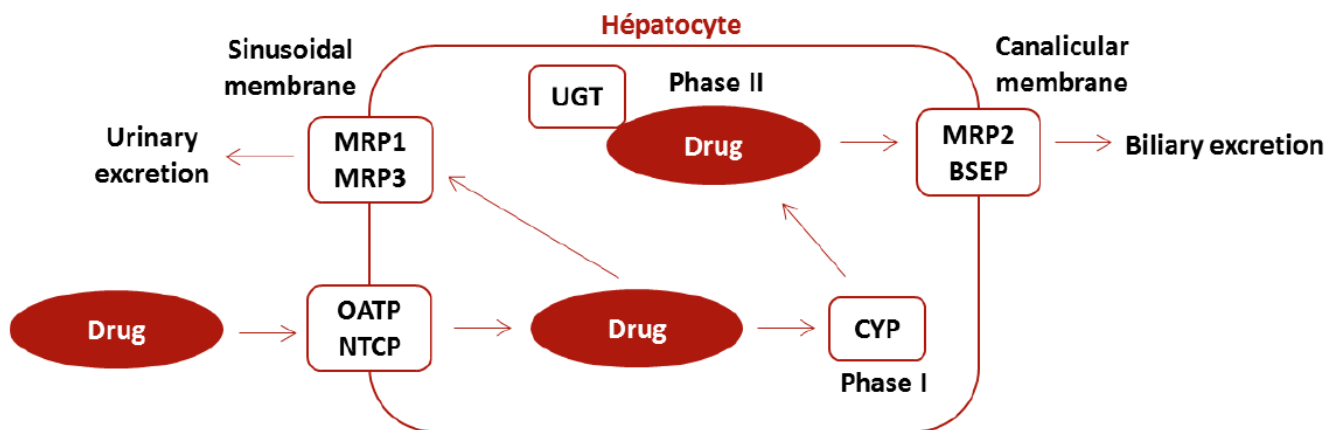 Hépatocyte
Sinusoidal
membrane
Canalicular
membrane
UGT
Phase II
Drug
Urinary
excretion
MRP1
MRP3
MRP2
BSEP
Biliary excretion
Drug
OATP
NTCP
Drug
CYP
Phase I